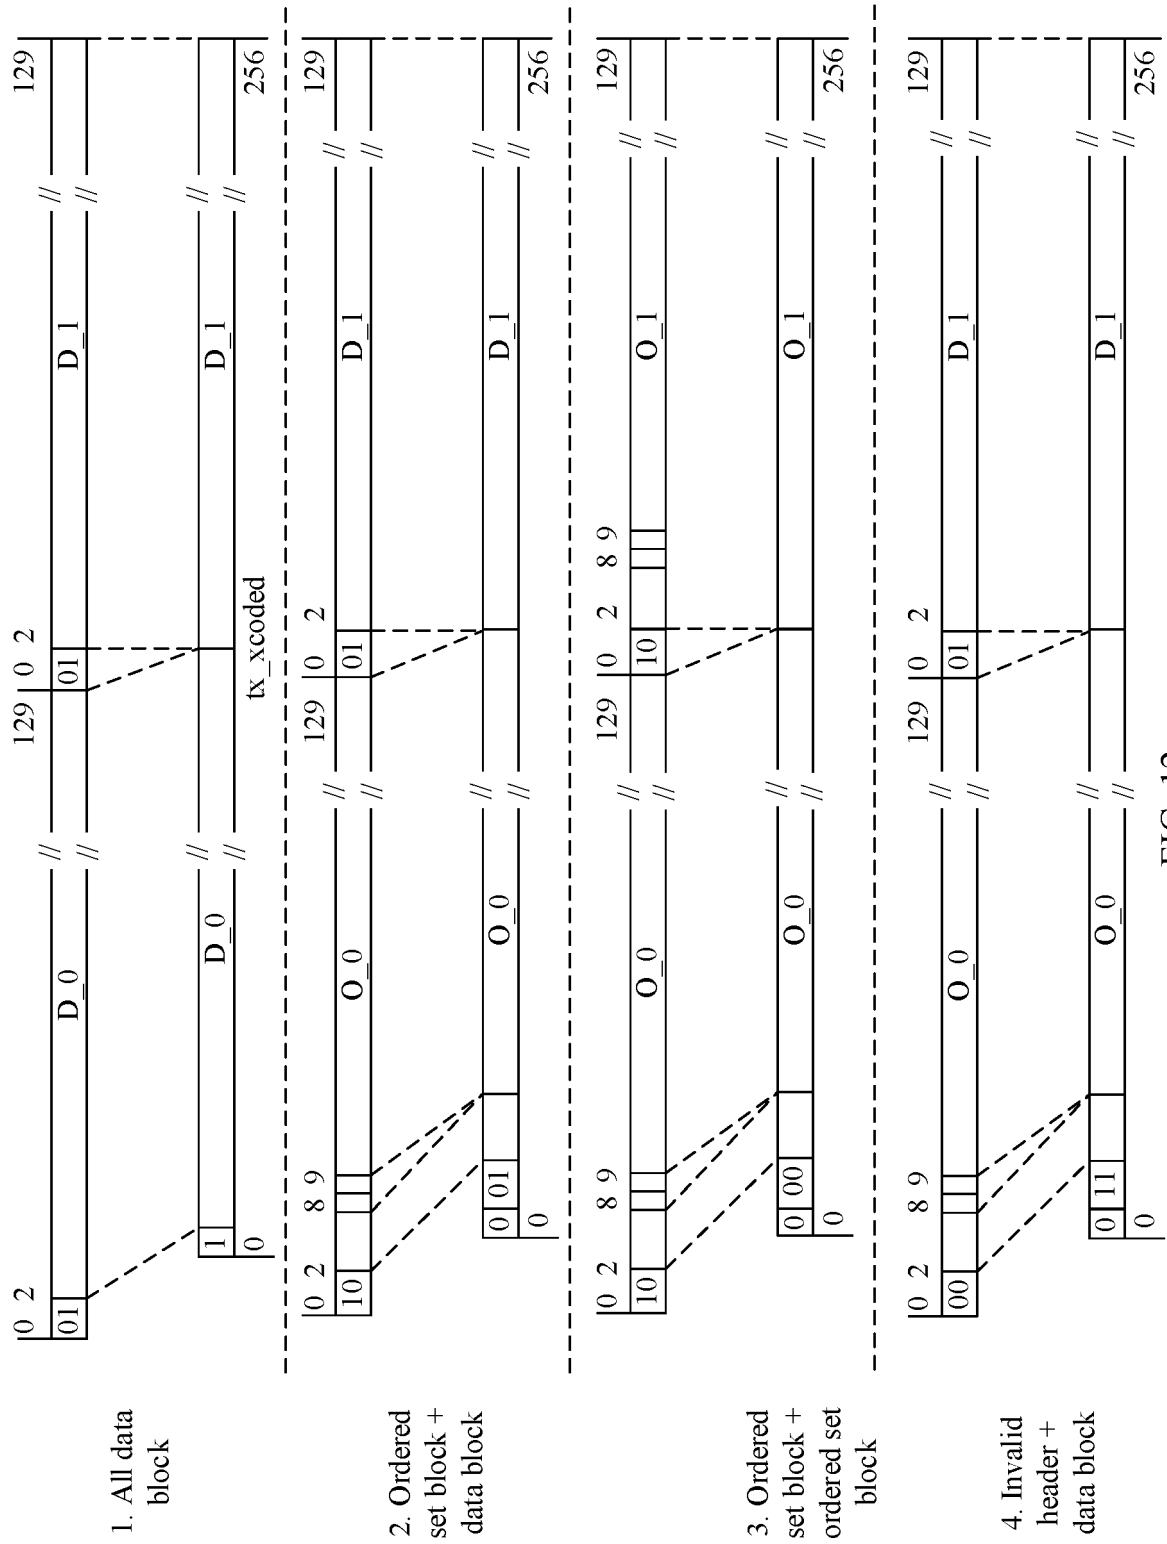 1. All data
block
0 2 129 0 2 129
01 D_0 // // 01 D_1 // //
1 D_0 // // D_1 // //
0 tx_xcoded 256
2. Ordered
set block +
data block
0 2 8 9 129 0 2 129
10 O_0 // // 01 D_1 // //
0 01 O_0 // // D_1 // //
0 256
3. Ordered
set block +
ordered set
block
0 2 8 9 129 0 2 8 9 129
10 O_0 // // 10 O_1 // //
0 00 O_0 // // O_1 // //
0 256
4. Invalid
header +
data block
0 2 8 9 129 0 2 129
00 O_0 // // 01 D_1 // //
0 11 O_0 // // D_1 // //
0 256